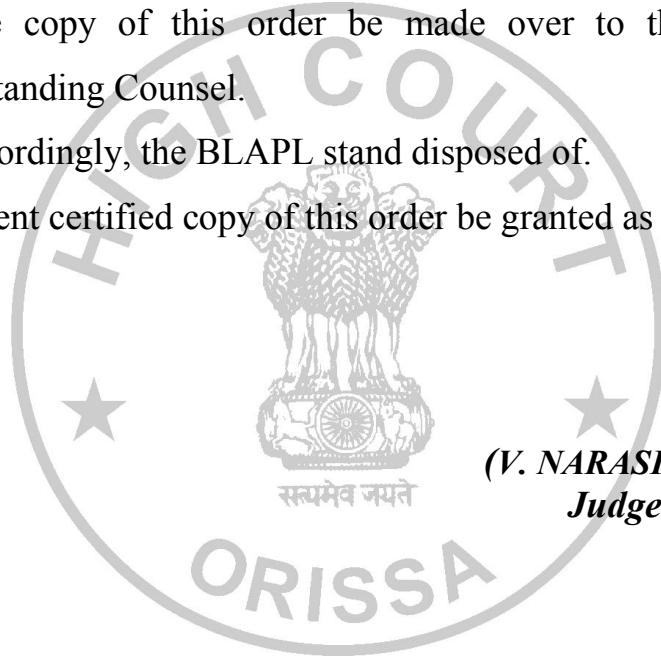 copy of this order be made over to
tanding Counsel.
ordingly, the BLAPL stand disposed of.
ent certified copy of this order be granted as
HIGH COURT
(V. NARASI
सत्यमेव जयते
Judge
ORISSA